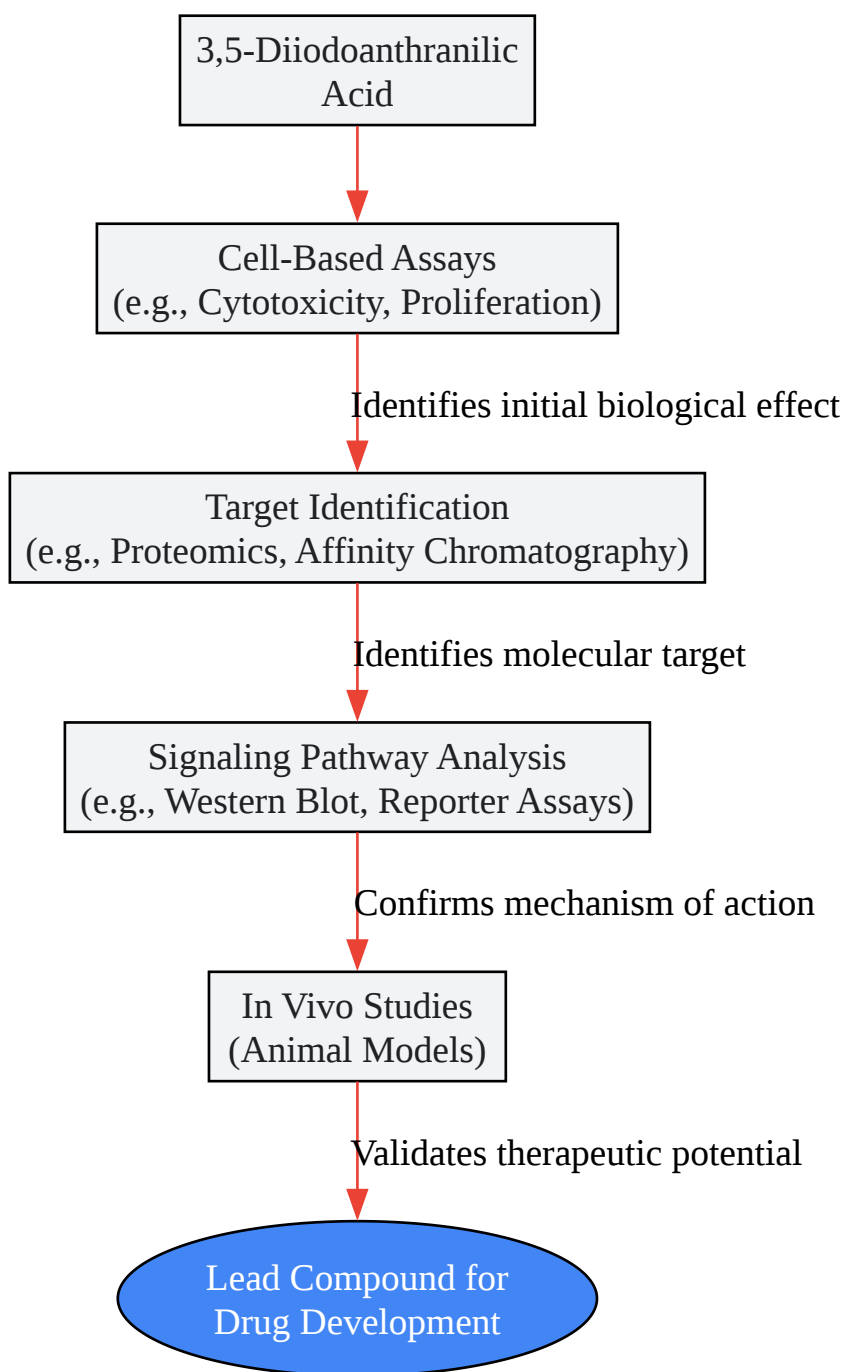 3,5-Diiodoanthranilic
Acid
Cell-Based Assays
(e.g., Cytotoxicity, Proliferation)
Identifies initial biological effect
Target Identification
(e.g., Proteomics, Affinity Chromatography)
Identifies molecular target
Signaling Pathway Analysis
(e.g., Western Blot, Reporter Assays)
Confirms mechanism of action
In Vivo Studies
(Animal Models)
Validates therapeutic potential
Lead Compound for
Drug Development